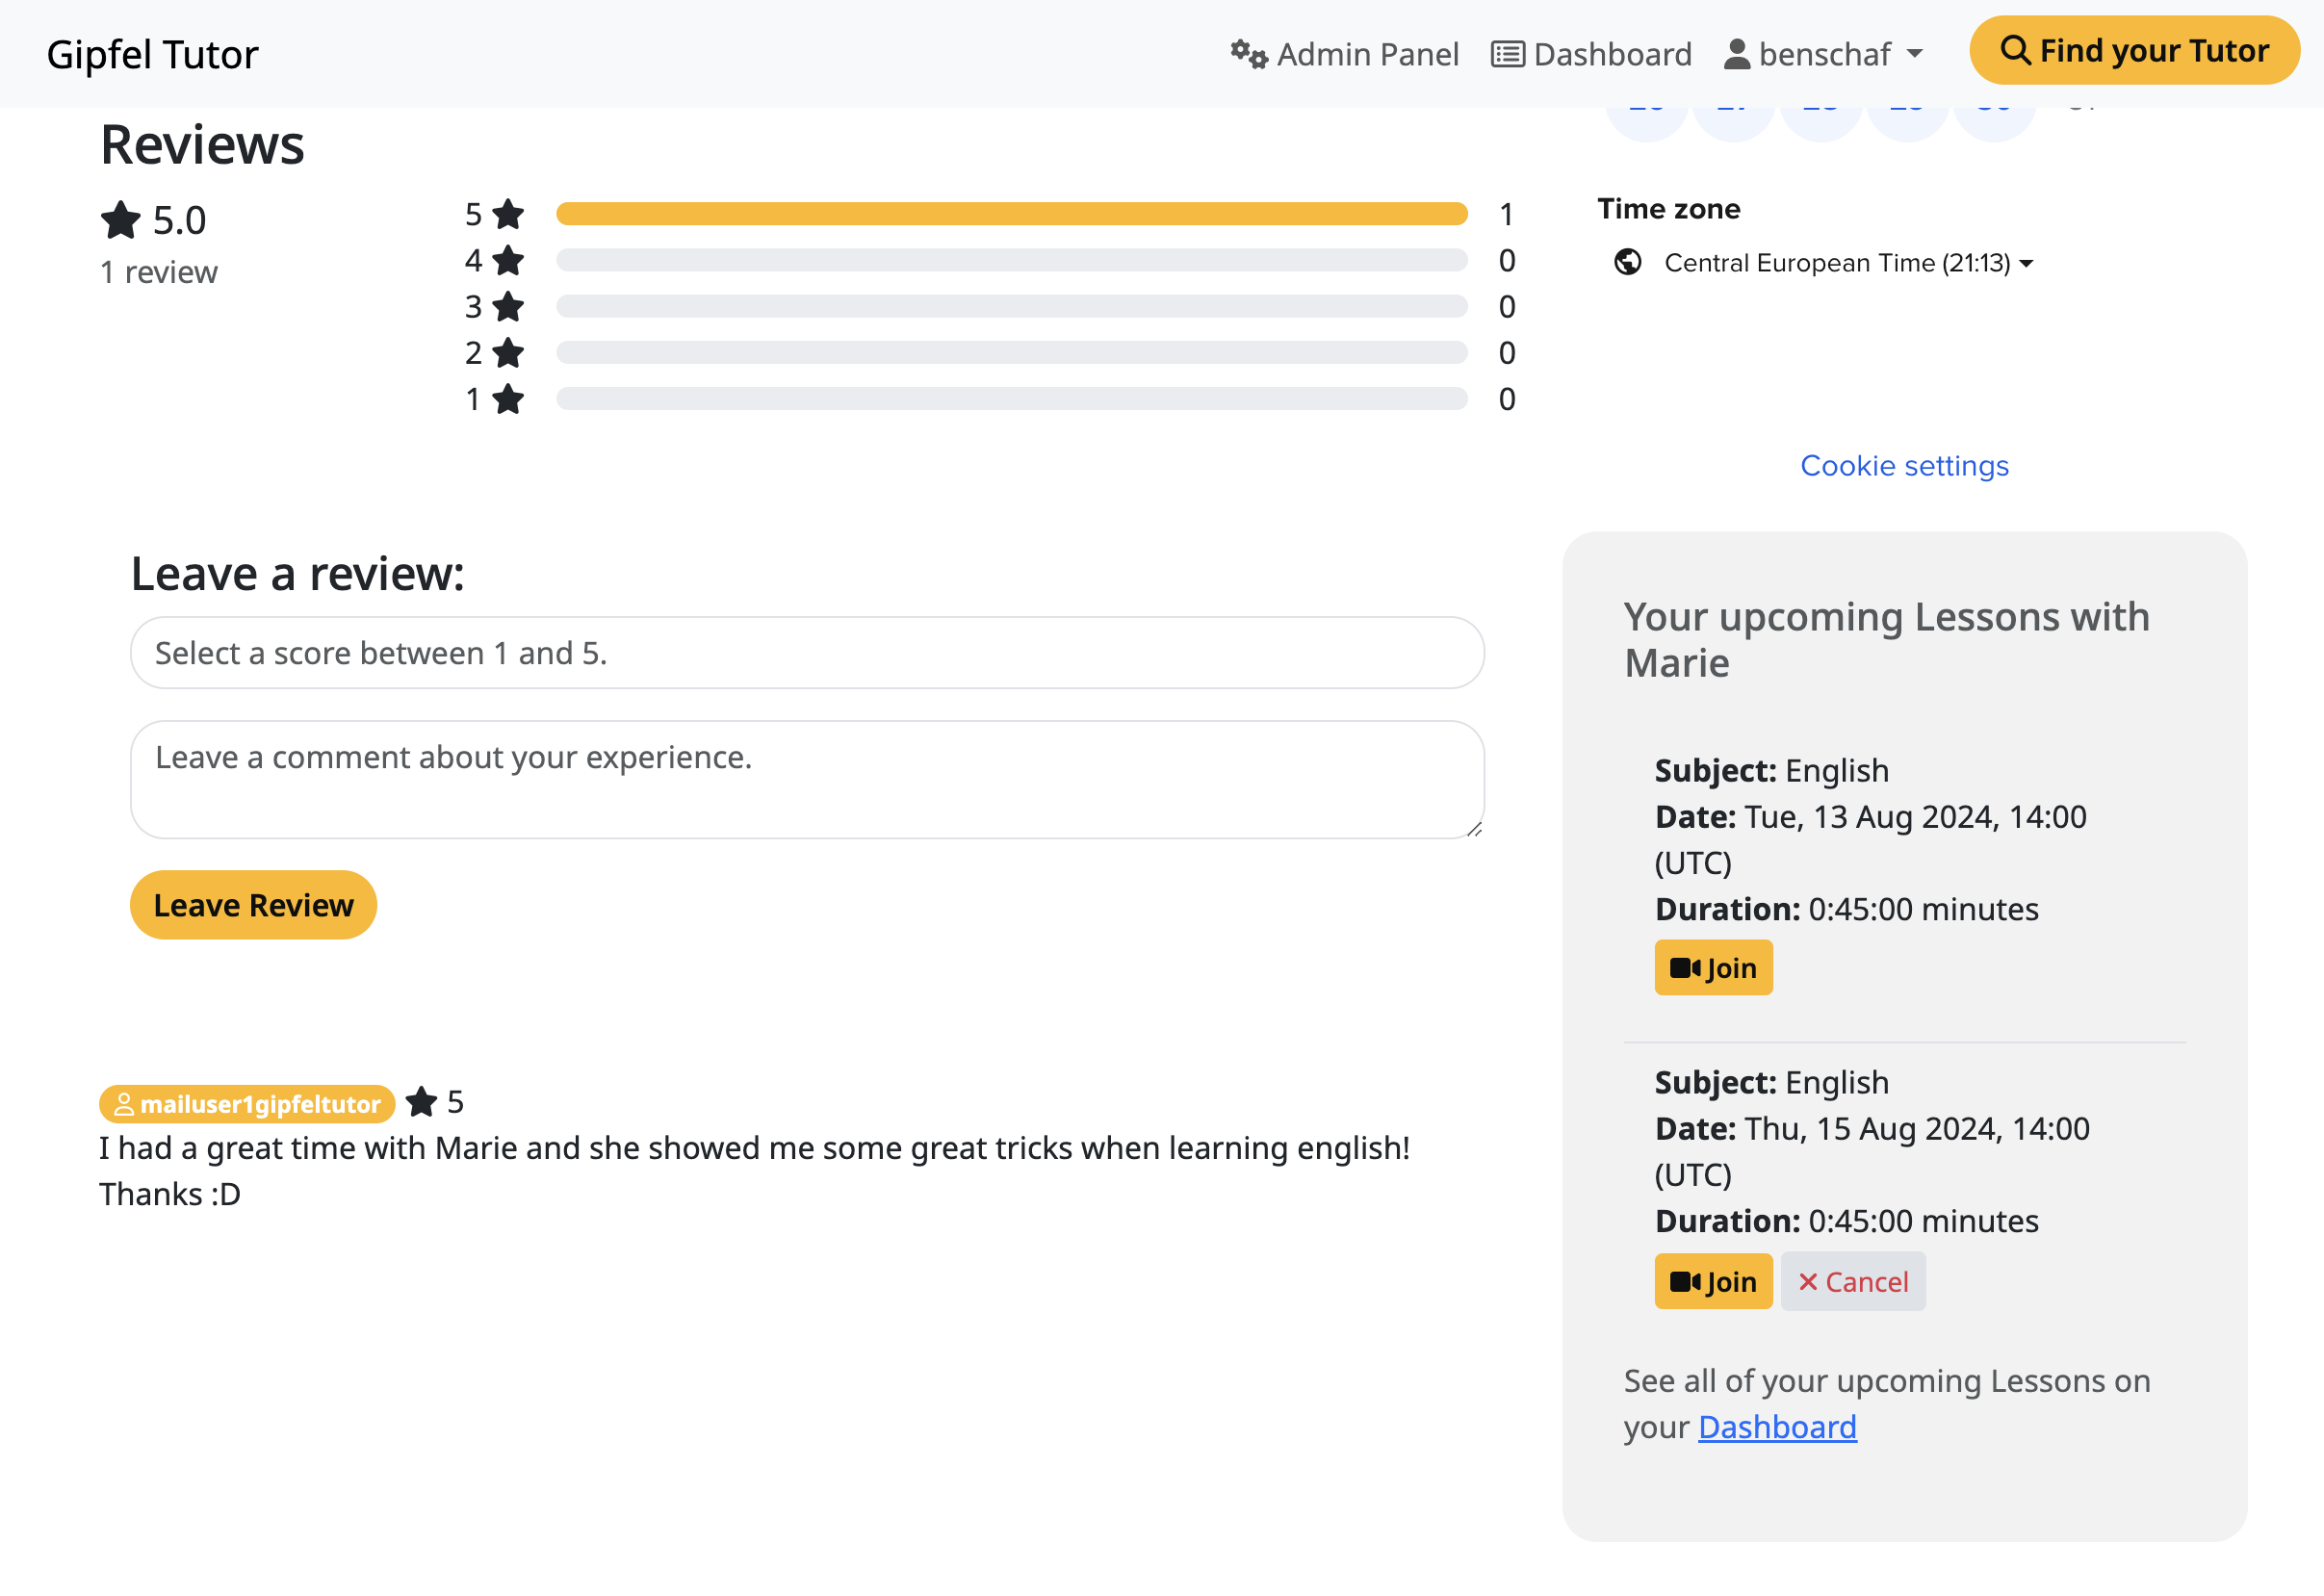 Gipfel Tutor
Admin Panel
Dashboard
benschaf
Find your Tutor
Reviews
5.0
1 review
5 1
4 0
3 0
2 0
1 0
Time zone
Central European Time (21:13)
Cookie settings
Leave a review:
Select a score between 1 and 5.
Leave a comment about your experience.
Leave Review
mailuser1gipfeltutor 5
I had a great time with Marie and she showed me some great tricks when learning english!
Thanks :D
Your upcoming Lessons with
Marie
Subject: English
Date: Tue, 13 Aug 2024, 14:00
(UTC)
Duration: 0:45:00 minutes
Join
Subject: English
Date: Thu, 15 Aug 2024, 14:00
(UTC)
Duration: 0:45:00 minutes
Join
Cancel
See all of your upcoming Lessons on
your Dashboard